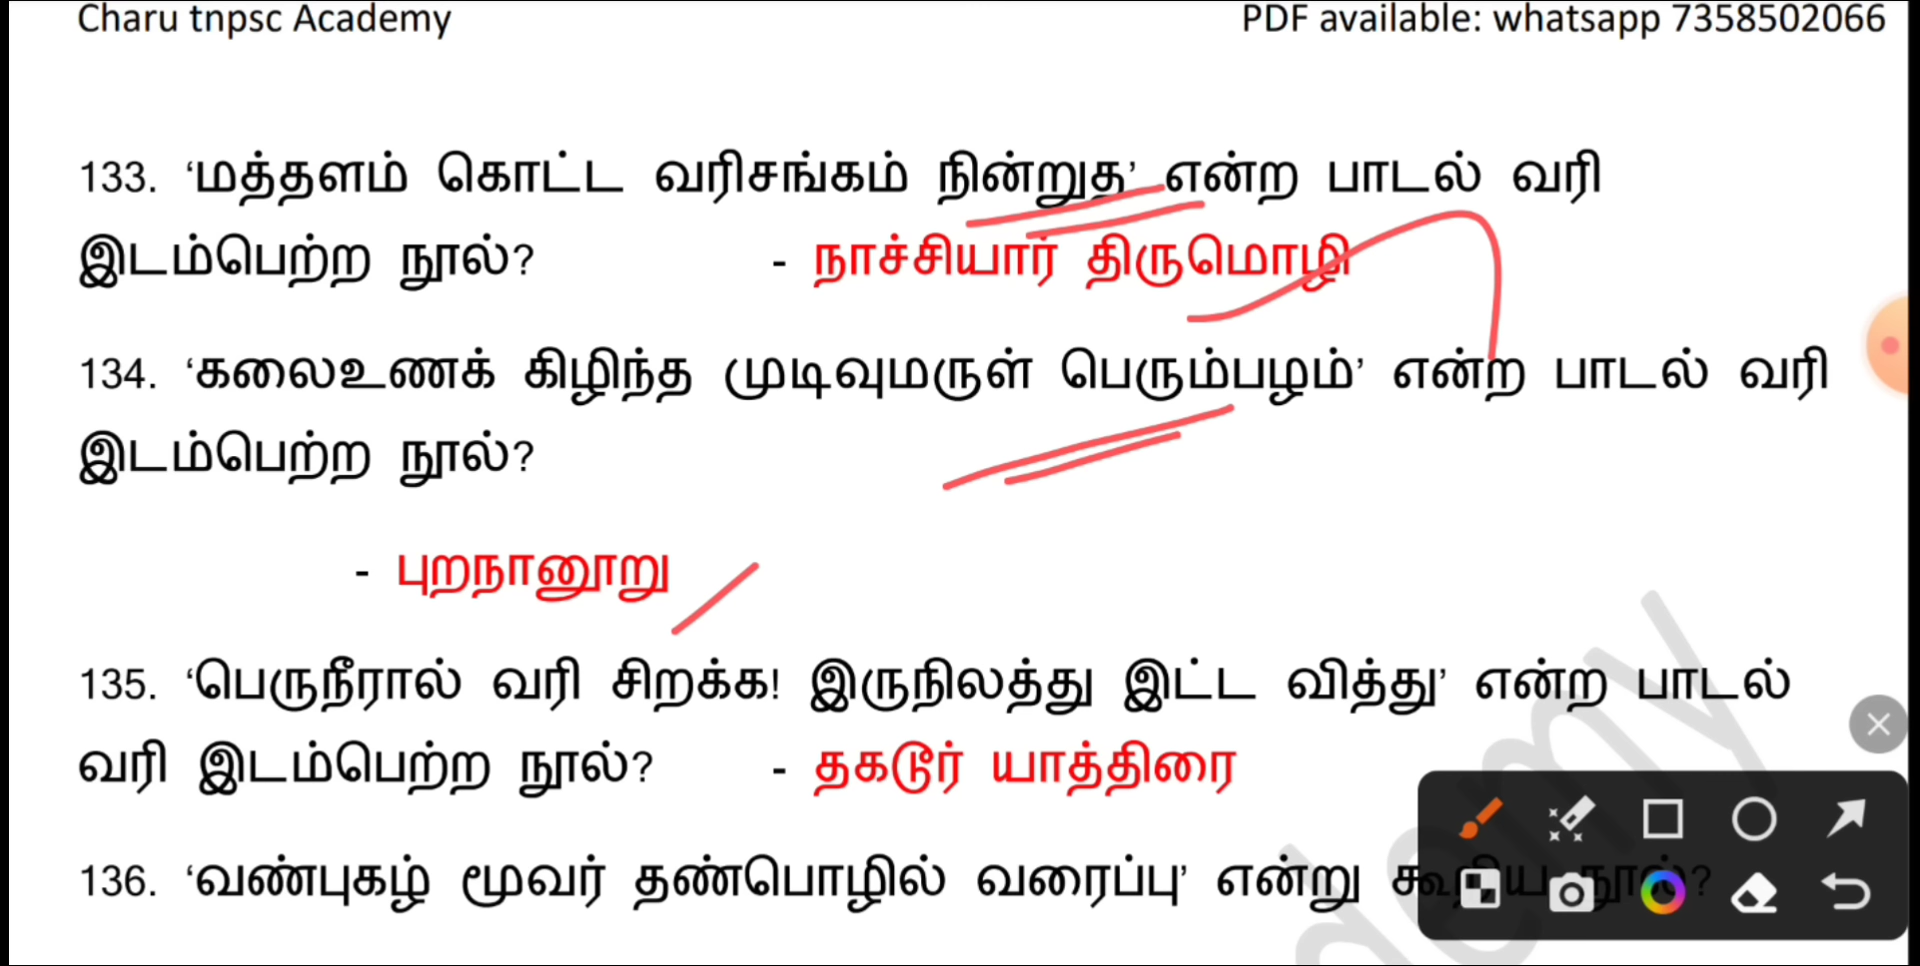 Charu tnpsc Academy
PDF available: whatsapp 7358502066
133. ‘மத்தளம் கொட்ட வரிசங்கம் நின்றுத’ என்ற பாடல் வரி
இடம்பெற்ற நூல்? - நாச்சியார் திருமொழி
134. ‘கலைஉணக் கிழிந்த முடிவுமருள் பெரும்பழம்’ என்ற பாடல் வரி
இடம்பெற்ற நூல்?
- புறநானூறு
135. ‘பெருநீரால் வரி சிறக்க! இருநிலத்து இட்ட வித்து’ என்ற பாடல்
வரி இடம்பெற்ற நூல்? - தகடூர் யாத்திரை
136. ‘வண்புகழ் மூவர் தண்பொழில் வரைப்பு’ என்று கூறிய நூல்?